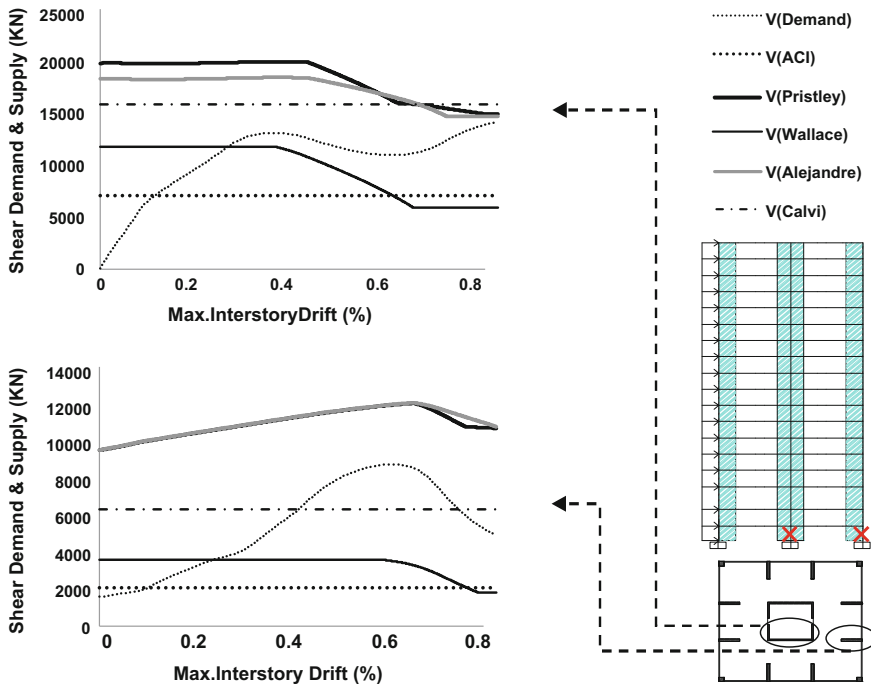 Shear Demand & Supply (KN)
25000
20000
15000
10000
5000
0
0 0.2 0.4 0.6 0.8
Max.InterstoryDrift (%)
Shear Demand & Supply (KN)
14000
12000
10000
8000
6000
4000
2000
0
0 0.2 0.4 0.6 0.8
Max.Interstory Drift (%)
V(Demand)
V(ACI)
V(Pristley)
V(Wallace)
V(Alejandre)
V(Calvi)